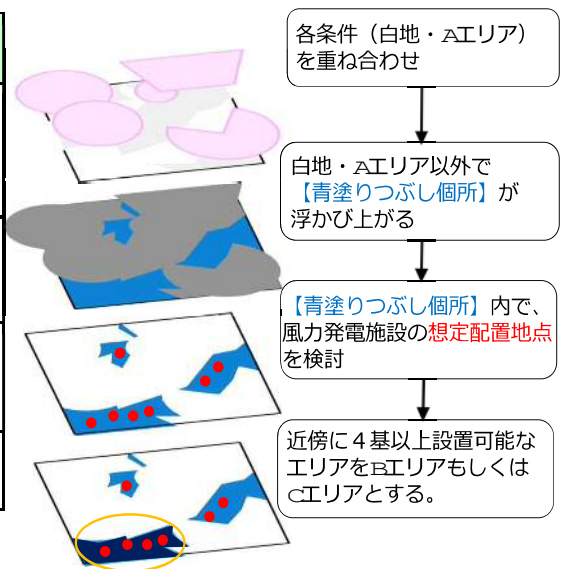 各条件（白地・Aエリア）
を重ね合わせ
白地・Aエリア以外で
【青塗りつぶし個所】が
浮かび上がる
【青塗りつぶし個所】内で、
風力発電施設の想定配置地点
を検討
近傍に４基以上設置可能な
エリアをBエリアもしくは
Cエリアとする。